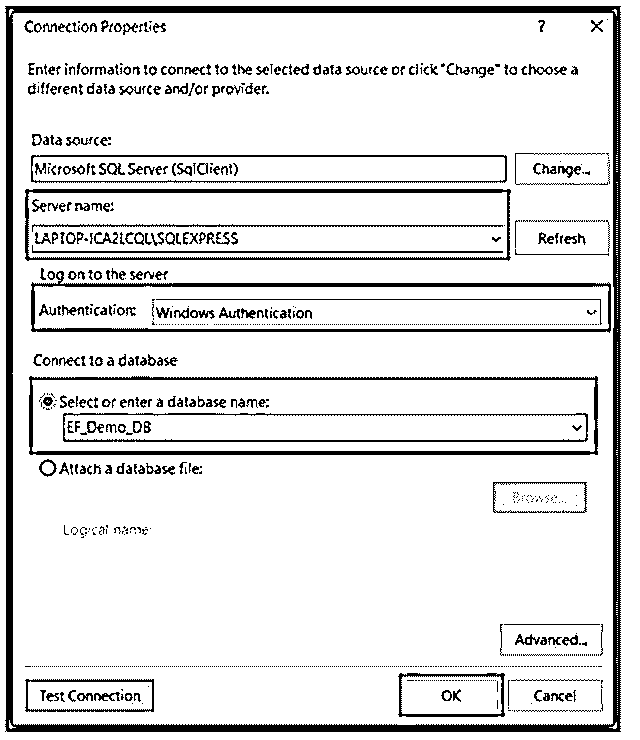 Connection Properties ? X
Enter information to connect to the selected data source or click "Change" to choose a
different data source and/or provider.
Data source:
Microsoft SQL Server (SqlClient) Change...
Server name:
LAPTOP-ICA2LCQL\SQLEXPRESS Refresh
Log on to the server
Authentication: Windows Authentication
Connect to a database
Select or enter a database name:
EF_Demo_DB
Attach a database file:
Browse...
Logical name:
Advanced...
Test Connection OK Cancel